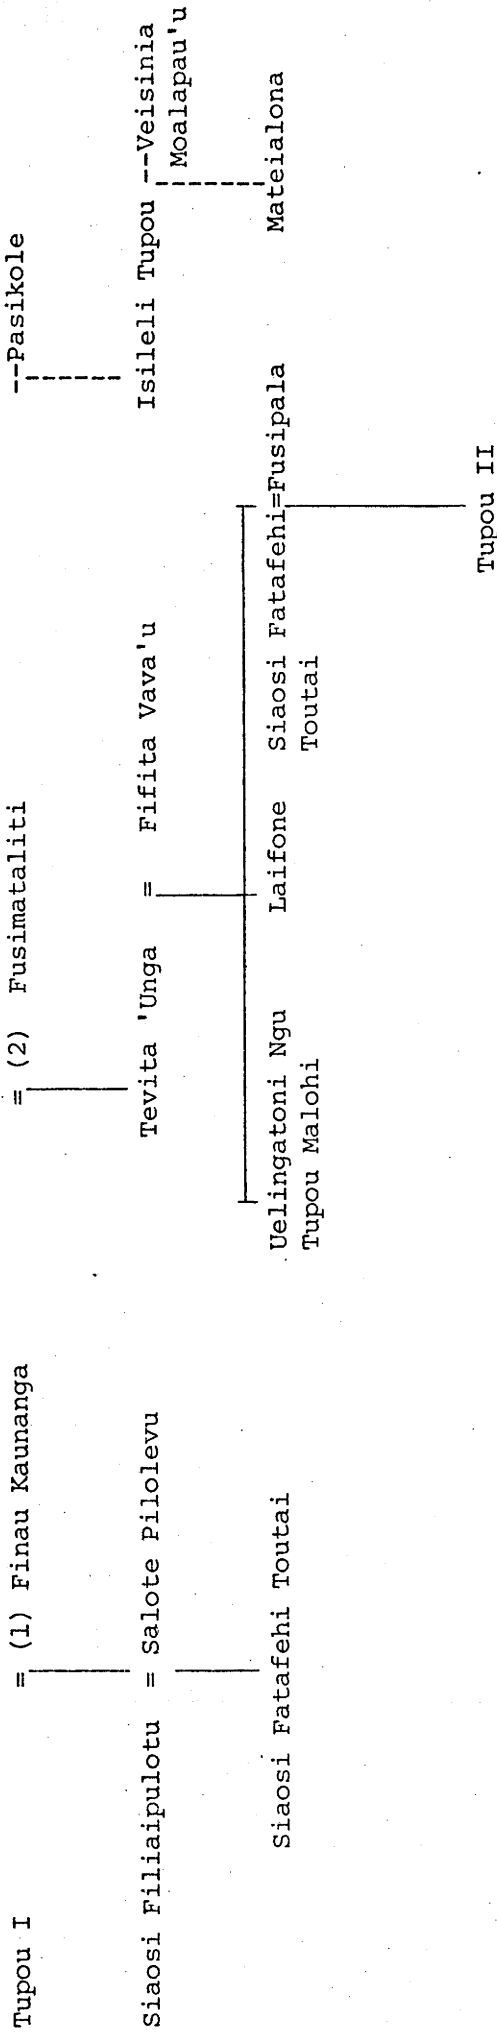 Tupou I = (1) Finau Kaunanga = (2) Fusimataliti --Pasikole
Siaosi Filiaipulotu = Salote Pilolevu Tevita 'Unga = Fifita Vava'u Isileli Tupou --Veisinia
Moalapau'u
Siaosi Fatafehi Toutai Uelingatoni Ngu Laifone Siaosi Fatafehi=Fusipala Mateialona
Tupou Malohi Toutai
Tupou II